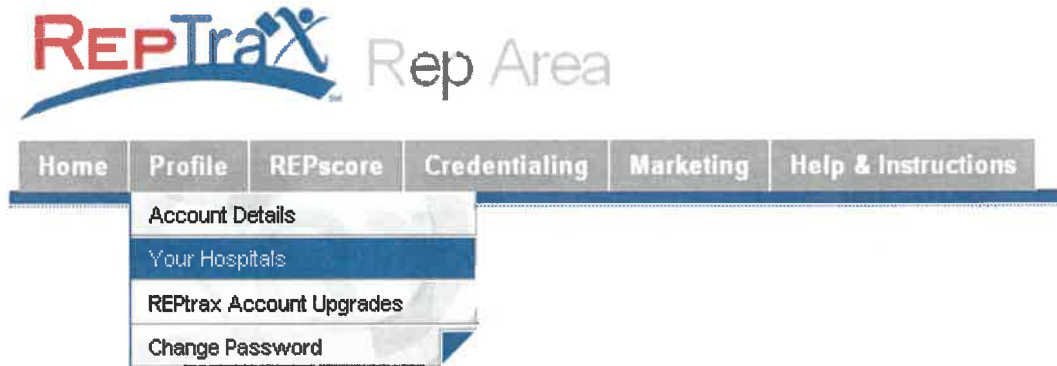 REPTraX SM Rep Area
Home Profile REPscore Credentialing Marketing Help & Instructions
Account Details
Your Hospitals
REPtrax Account Upgrades
Change Password